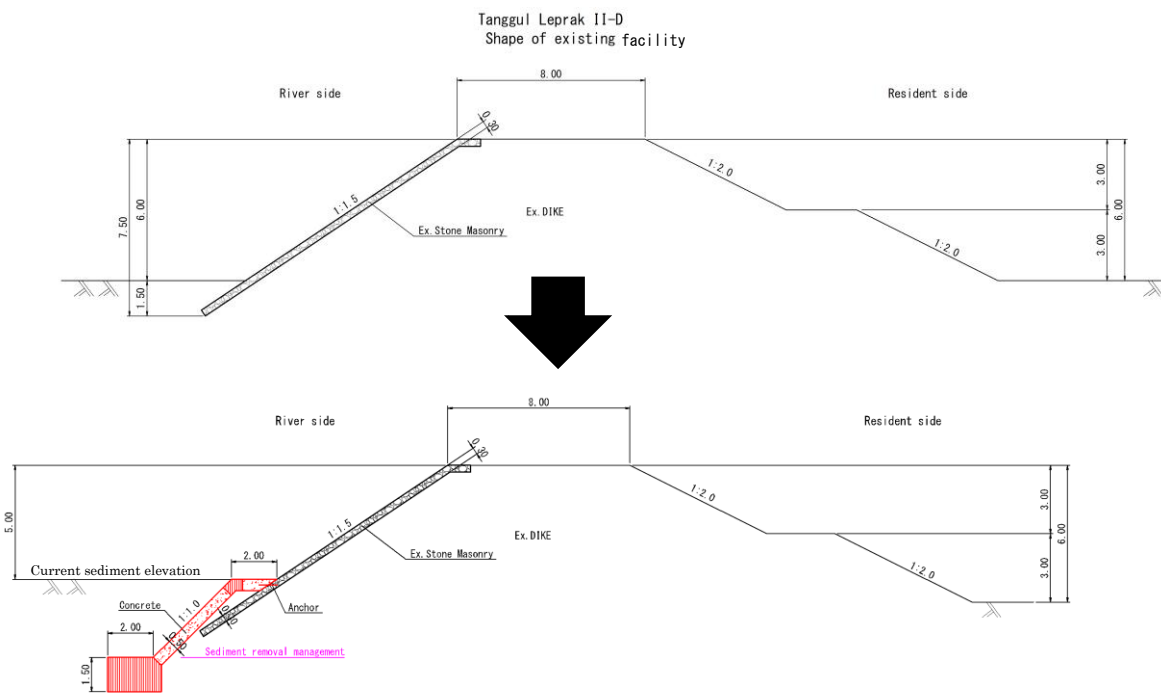 Tanggul Leprak II-D
Shape of existing facility
8.00
River side
Resident side
0.30
1:2.0
3.00
1:1.5
6.00
7.50
6.00
Ex.DIKE
Ex.Stone Masonry
1:2.0
3.00
1.50
River side
8.00
Resident side
0.30
1:2.0
3.00
5.00
1:1.5
6.00
Ex.DIKE
Ex.Stone Masonry
2.00
Current sediment elevation
1:2.0
3.00
Concrete
1:1.0
Anchor
2.00
Sediment removal management
1.50